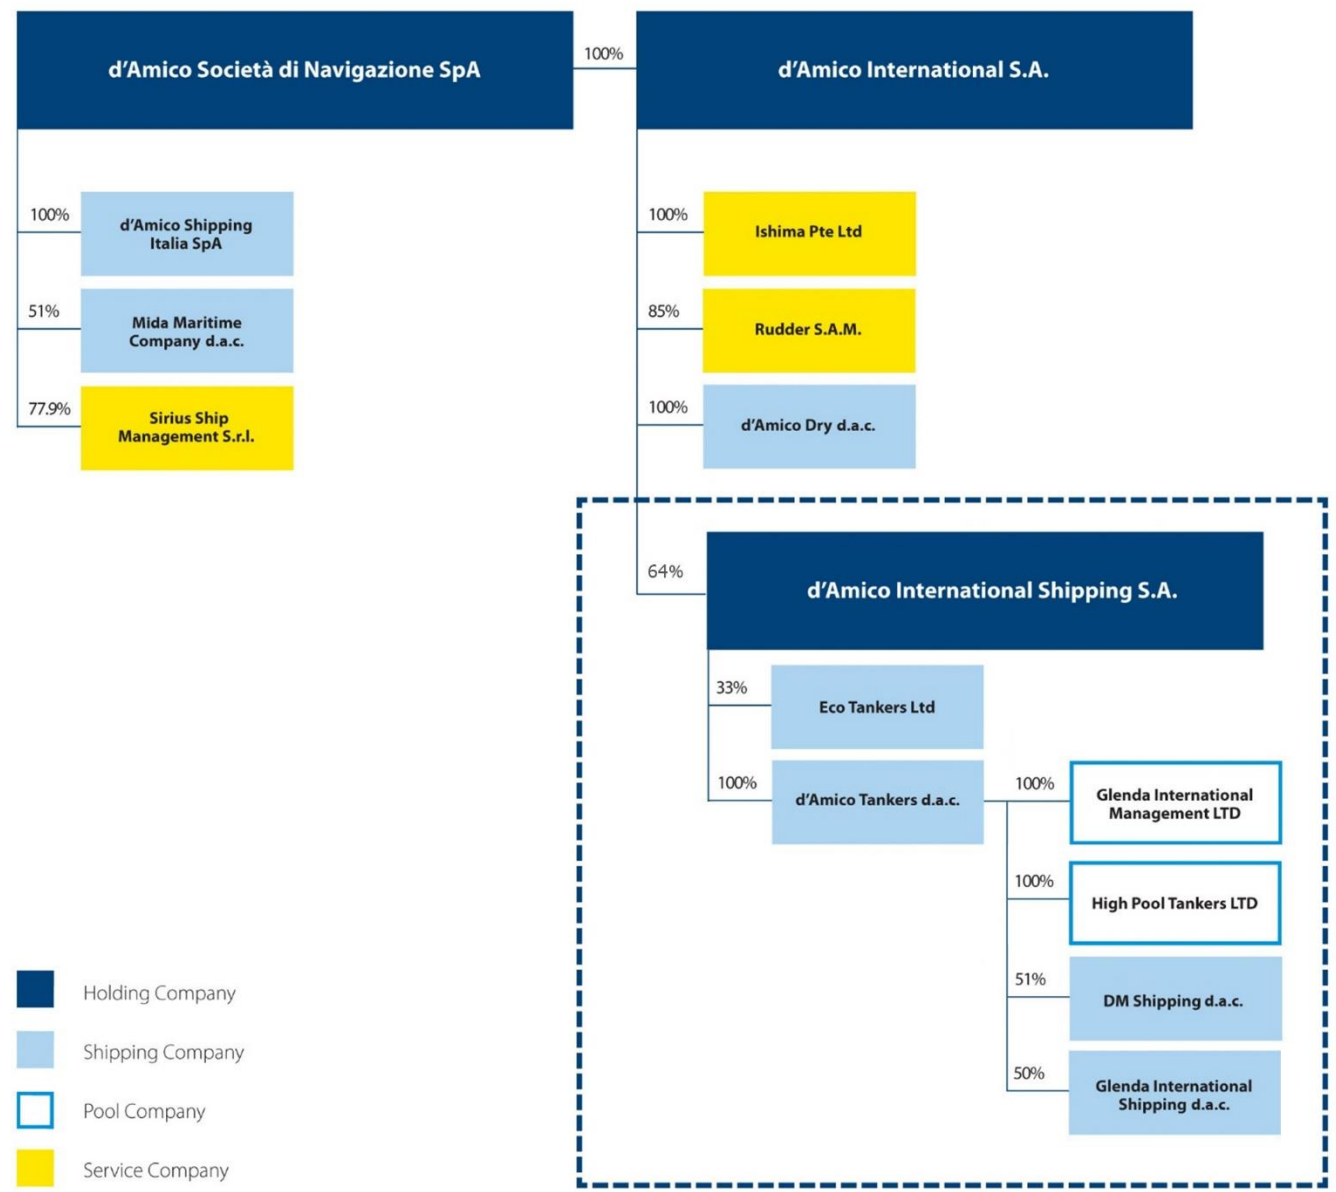 d’Amico Società di Navigazione SpA
100%
d’Amico International S.A.
100%
d’Amico Shipping
Italia SpA
51%
Mida Maritime
Company d.a.c.
77.9%
Sirius Ship
Management S.r.l.
100%
Ishima Pte Ltd
85%
Rudder S.A.M.
100%
d’Amico Dry d.a.c.
64%
d’Amico International Shipping S.A.
33%
Eco Tankers Ltd
100%
d’Amico Tankers d.a.c.
100%
Glenda International
Management LTD
100%
High Pool Tankers LTD
51%
DM Shipping d.a.c.
50%
Glenda International
Shipping d.a.c.
Holding Company
Shipping Company
Pool Company
Service Company